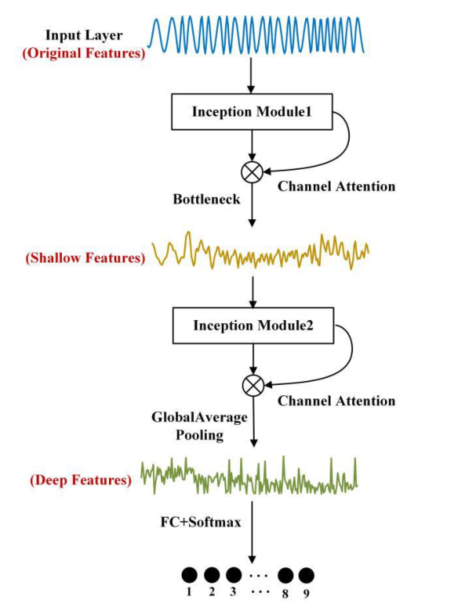 Input Layer
(Original Features)
Inception Module1
Channel Attention
Bottleneck
(Shallow Features)
Inception Module2
Channel Attention
GlobalAverage
Pooling
(Deep Features)
FC+Softmax
1 2 3 ··· 8 9